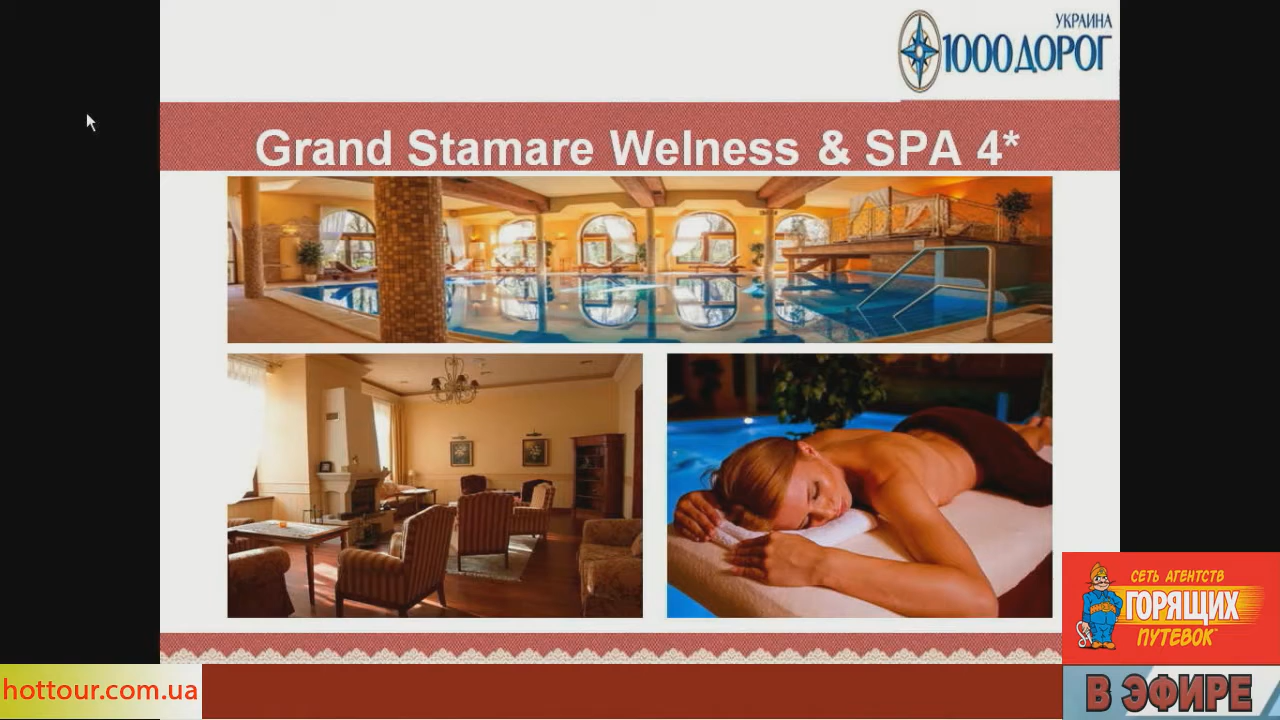 УКРАИНА
1000 ДОРОГ
Grand Stamare Welness & SPA 4*
СЕТЬ АГЕНТСТВ
ГОРЯЩИХ
ПУТЕВОК
hottour.com.ua
В ЭФИРЕ